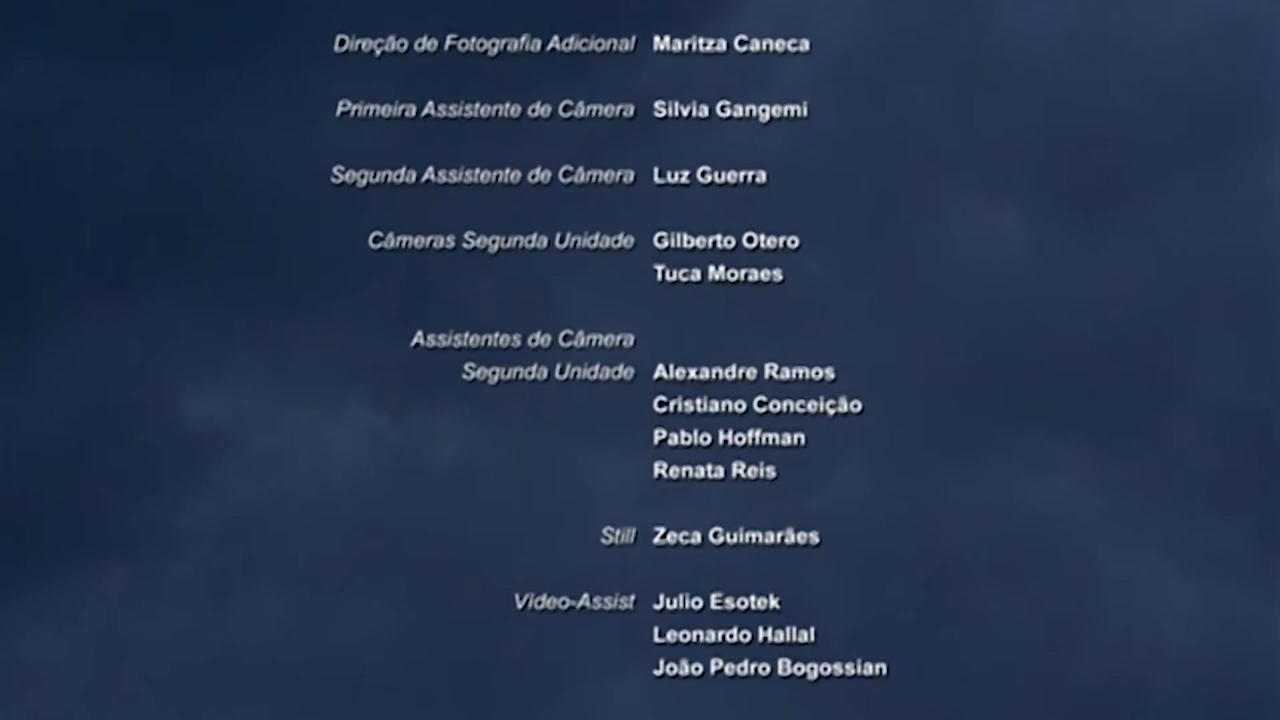 Direção de Fotografia Adicional Maritza Caneca
Primeira Assistente de Câmera Silvia Gangemi
Segunda Assistente de Câmera Luz Guerra
Câmeras Segunda Unidade Gilberto Otero
Tuca Moraes
Assistentes de Câmera
Segunda Unidade Alexandre Ramos
Cristiano Conceição
Pablo Hoffman
Renata Reis
Still Zeca Guimarães
Video-Assist Julio Esotek
Leonardo Hallal
João Pedro Bogossian